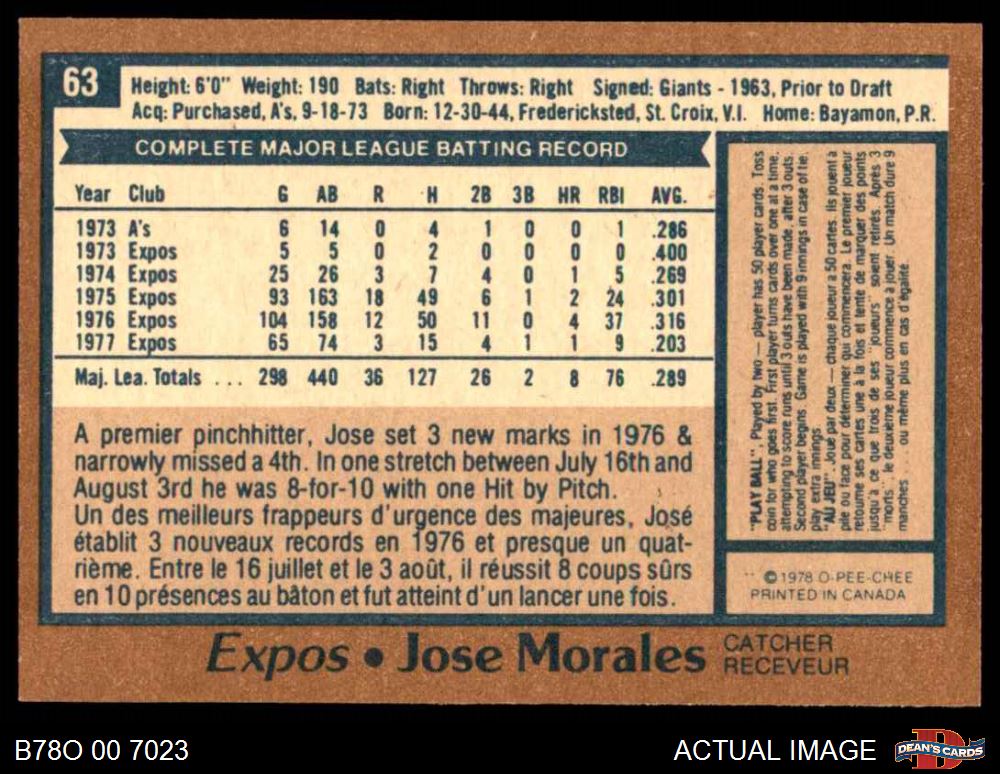 63
Height: 6'0" Weight: 190 Bats: Right Throws: Right Signed: Giants - 1963, Prior to Draft
Acq: Purchased, A's, 9-18-73 Born: 12-30-44, Fredericksted, St. Croix, V.I. Home: Bayamon, P.R.
COMPLETE MAJOR LEAGUE BATTING RECORD
Year Club G AB R H 2B 3B HR RBI AVG.
1973 A's 6 14 0 4 1 0 0 1 .286
1973 Expos 5 5 0 2 0 0 0 0 .400
1974 Expos 25 26 3 7 4 0 1 5 .269
1975 Expos 93 163 18 49 6 1 2 24 .301
1976 Expos 104 158 12 50 11 0 4 37 .316
1977 Expos 65 74 3 15 4 1 1 9 .203
Maj. Lea. Totals ... 298 440 36 127 26 2 8 76 .289
A premier pinchhitter, Jose set 3 new marks in 1976 &
narrowly missed a 4th. In one stretch between July 16th and
August 3rd he was 8-for-10 with one Hit by Pitch.
Un des meilleurs frappeurs d'urgence des majeures, José
établit 3 nouveaux records en 1976 et presque un quat-
rième. Entre le 16 juillet et le 3 août, il réussit 8 coups sûrs
en 10 présences au bâton et fut atteint d'un lancer une fois.
"PLAY BALL". Played by two — player has 50 player cards. Toss
coin for who goes first. First player turns cards over one at a time.
attempting to score runs until 3 outs have been made, after 3 outs
Second player begins. Game is played with 9 innings in case of tie.
play extra innings
"AU JEU". Joué par deux — chaque joueur a 50 cartes. Ils jouent a
pile ou face pour déterminer qui commencera. Le premier joueur
retourne ses cartes une à la fois et tente de marquer des points
jusqu'à ce que trois de ses "joueurs" soient retirés. Après 3
"morts", le deuxième joueur commence à jouer. Un match dure 9
manches . . . ou même plus en cas d'égalité
© 1978 O-PEE-CHEE
PRINTED IN CANADA
Expos • Jose Morales CATCHER
RECEVEUR
B78O 00 7023
ACTUAL IMAGE
DEAN'S CARDS